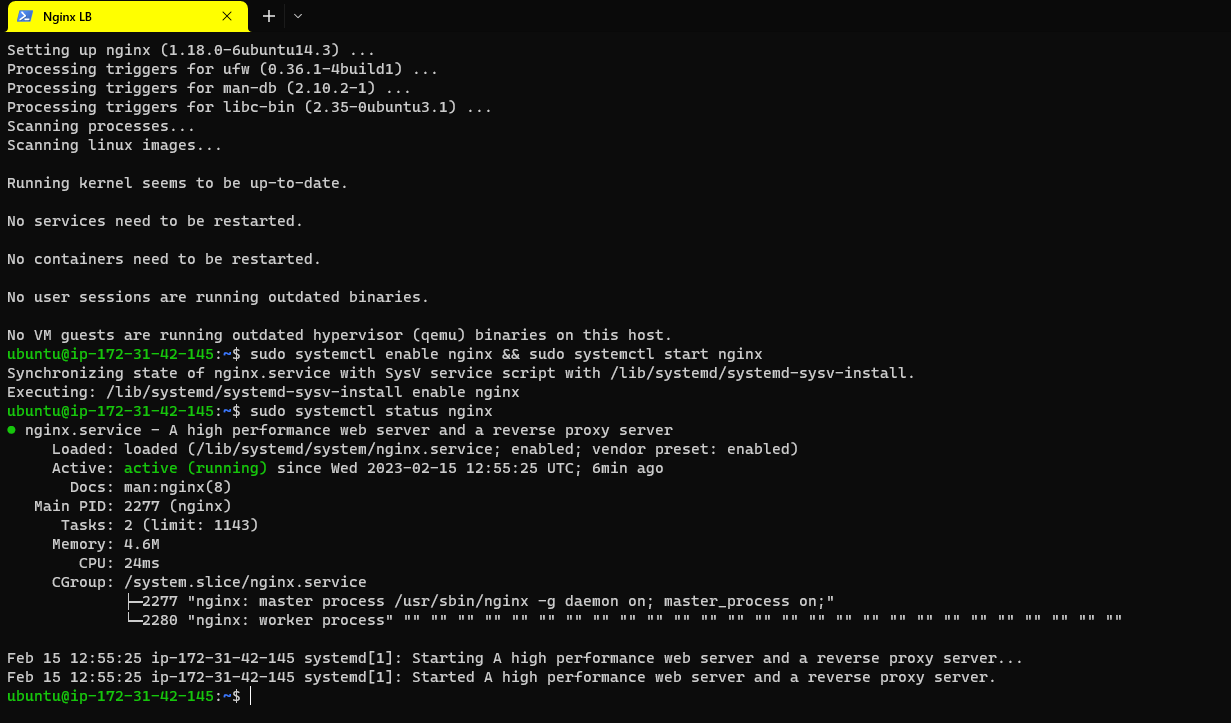 Nginx LB
Setting up nginx (1.18.0-6ubuntu14.3) ...
Processing triggers for ufw (0.36.1-4build1) ...
Processing triggers for man-db (2.10.2-1) ...
Processing triggers for libc-bin (2.35-0ubuntu3.1) ...
Scanning processes...
Scanning linux images...
Running kernel seems to be up-to-date.
No services need to be restarted.
No containers need to be restarted.
No user sessions are running outdated binaries.
No VM guests are running outdated hypervisor (qemu) binaries on this host.
ubuntu@ip-172-31-42-145:~$ sudo systemctl enable nginx && sudo systemctl start nginx
Synchronizing state of nginx.service with SysV service script with /lib/systemd/systemd-sysv-install.
Executing: /lib/systemd/systemd-sysv-install enable nginx
ubuntu@ip-172-31-42-145:~$ sudo systemctl status nginx
● nginx.service - A high performance web server and a reverse proxy server
Loaded: loaded (/lib/systemd/system/nginx.service; enabled; vendor preset: enabled)
Active: active (running) since Wed 2023-02-15 12:55:25 UTC; 6min ago
Docs: man:nginx(8)
Main PID: 2277 (nginx)
Tasks: 2 (limit: 1143)
Memory: 4.6M
CPU: 24ms
CGroup: /system.slice/nginx.service
├─2277 "nginx: master process /usr/sbin/nginx -g daemon on; master_process on;"
└─2280 "nginx: worker process" "" "" "" "" "" "" "" "" "" "" "" "" "" "" "" "" "" "" "" "" "" "" "" "" "" "" ""
Feb 15 12:55:25 ip-172-31-42-145 systemd[1]: Starting A high performance web server and a reverse proxy server...
Feb 15 12:55:25 ip-172-31-42-145 systemd[1]: Started A high performance web server and a reverse proxy server.
ubuntu@ip-172-31-42-145:~$